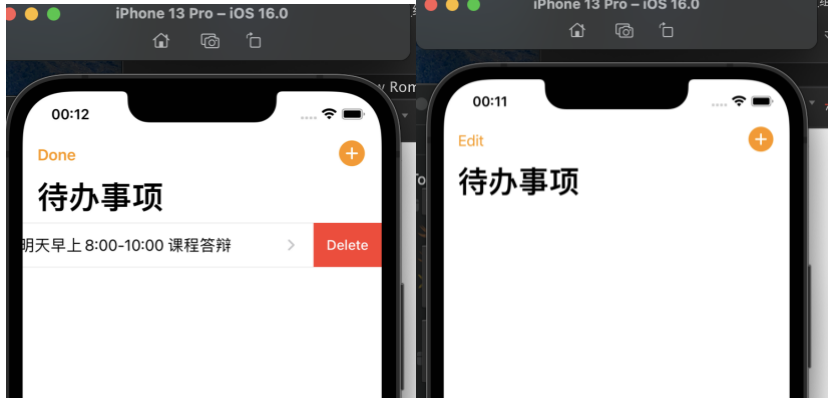 iPhone 13 Pro – iOS 16.0
00:12
Done
待办事项
明天早上 8:00-10:00 课程答辩
Delete
w Rom
iPhone 13 Pro – iOS 16.0
00:11
Edit
待办事项